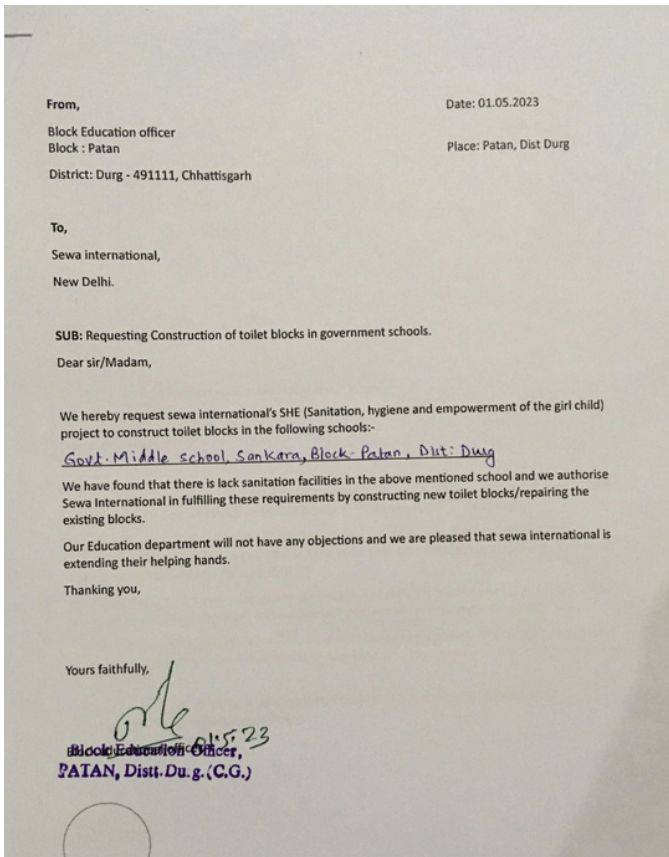 From,
Date: 01.05.2023
Block Education officer
Block : Patan
Place: Patan, Dist Durg
District: Durg - 491111, Chhattisgarh
To,
Sewa international,
New Delhi.
SUB: Requesting Construction of toilet blocks in government schools.
Dear sir/Madam,
We hereby request sewa international's SHE (Sanitation, hygiene and empowerment of the girl child)
project to construct toilet blocks in the following schools:-
Govt. Middle school, Sankara, Block- Patan, Dist: Durg
We have found that there is lack sanitation facilities in the above mentioned school and we authorise
Sewa International in fulfilling these requirements by constructing new toilet blocks/repairing the
existing blocks.
Our Education department will not have any objections and we are pleased that sewa international is
extending their helping hands.
Thanking you,
Yours faithfully,
01.5.23
Block Education Officer,
PATAN, Distt. Du.g. (C.G.)